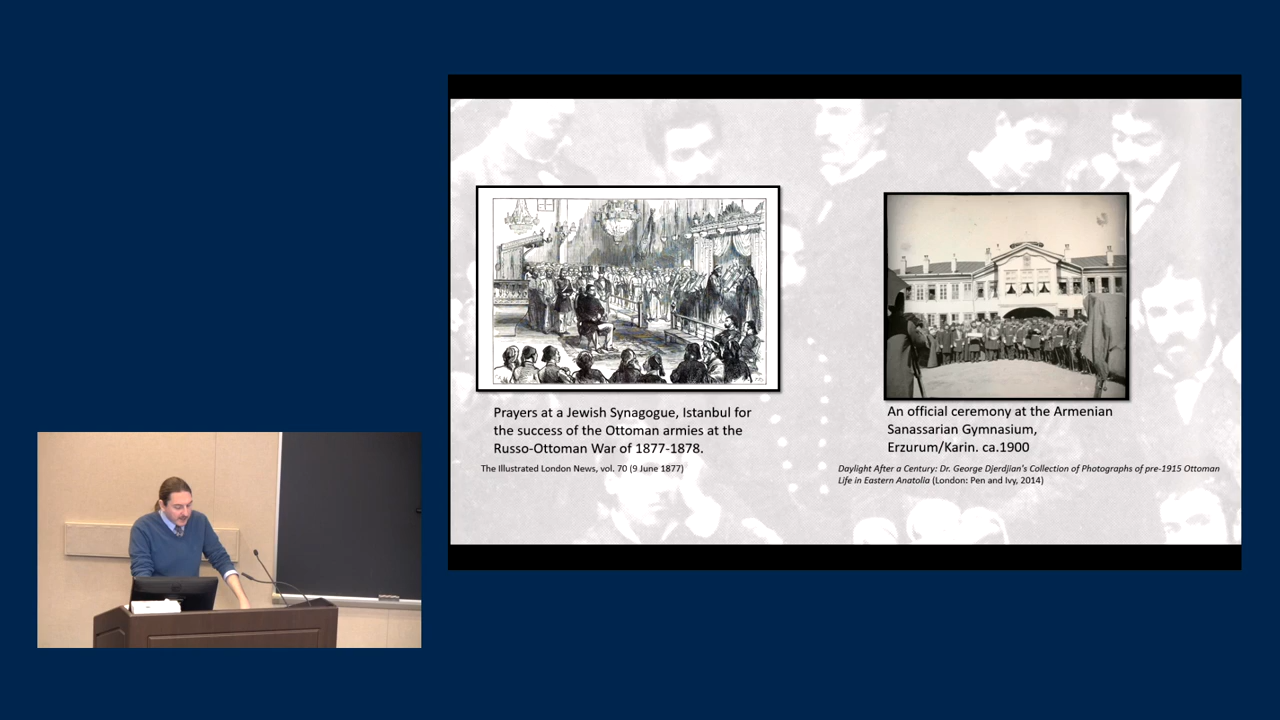 Prayers at a Jewish Synagogue, Istanbul for
the success of the Ottoman armies at the
Russo-Ottoman War of 1877-1878.
The Illustrated London News, vol. 70 (9 June 1877)
An official ceremony at the Armenian
Sanassarian Gymnasium,
Erzurum/Karin. ca.1900
Daylight After a Century: Dr. George Djerdjian's Collection of Photographs of pre-1915 Ottoman
Life in Eastern Anatolia (London: Pen and Ivy, 2014)